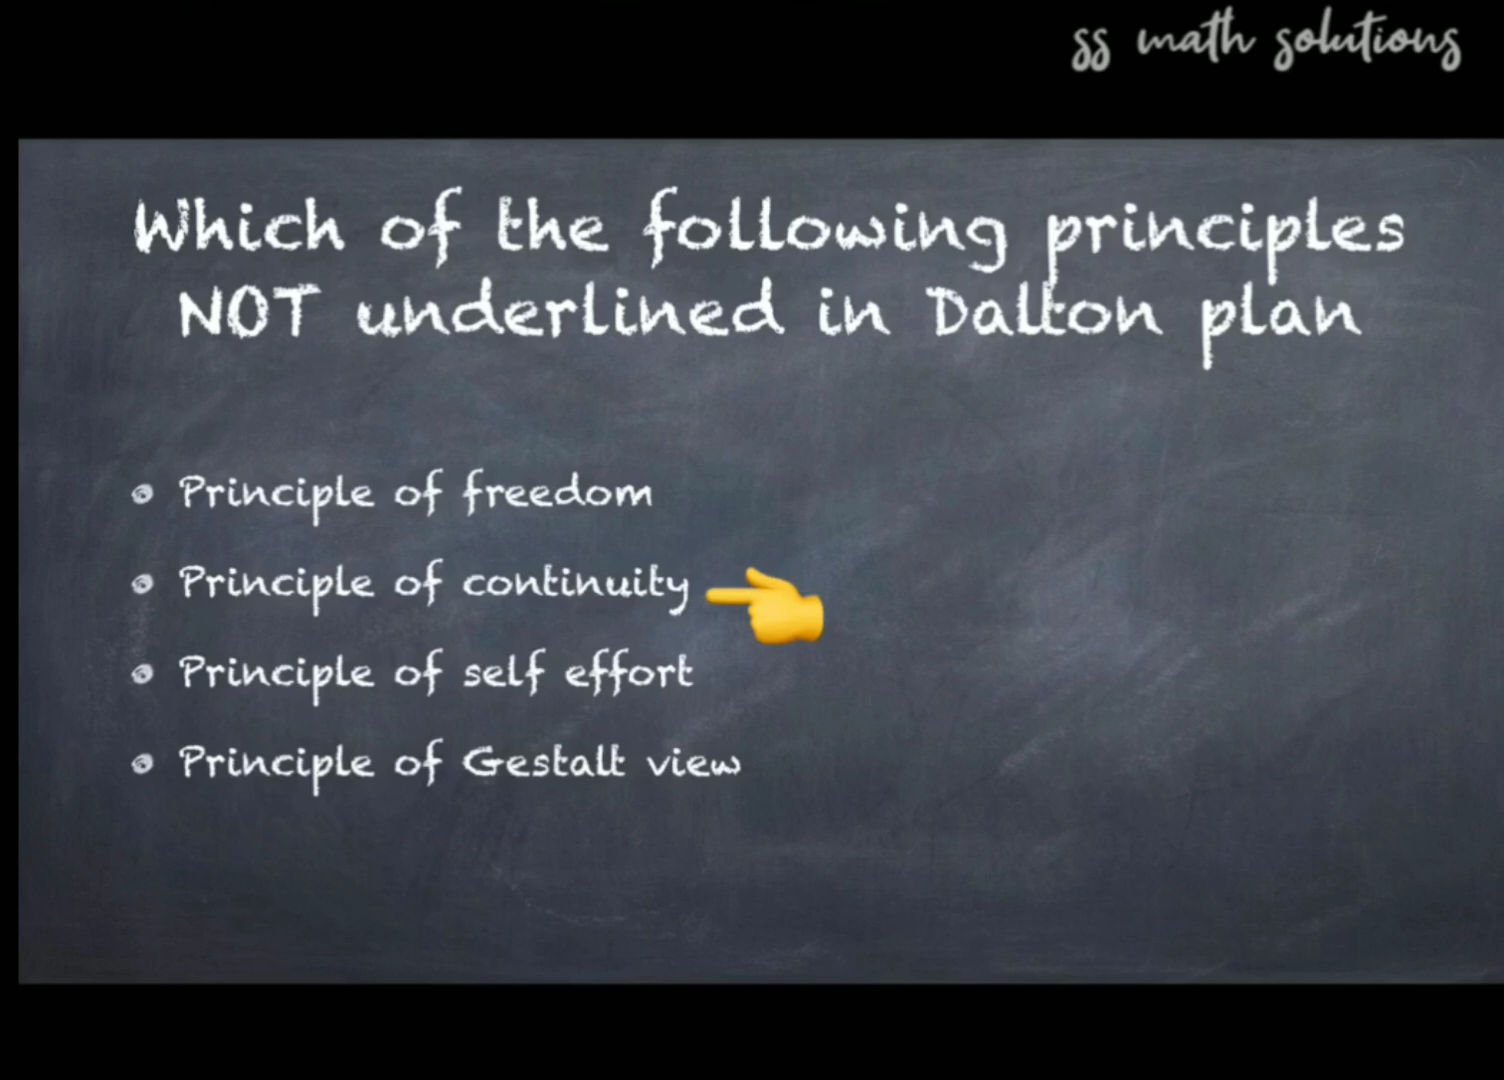 ss math solutions
Which of the following principles
NOT underlined in Dalton plan
Principle of freedom
Principle of continuity
Principle of self effort
Principle of Gestalt view